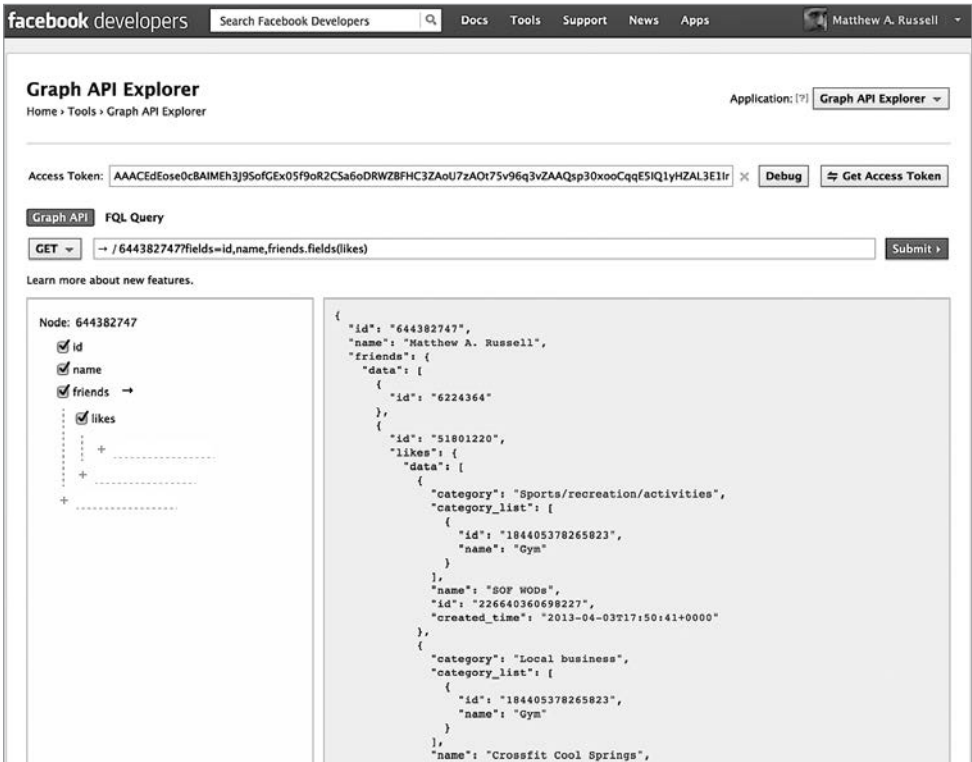 facebook developers Search Facebook Developers Docs Tools Support News Apps Matthew A. Russell
Graph API Explorer
Home › Tools › Graph API Explorer
Application: [?] Graph API Explorer
Access Token: AAACEdEose0cBAIMEh3J9SofGEx05f9oR2CSa6oDRWZBFHC3ZAoU7zAOt75v96q3vZAAQsp30xooCqqE5IQ1yHZAL3E1Ir × Debug ⇋ Get Access Token
Graph API FQL Query
GET → /644382747?fields=id,name,friends.fields(likes) Submit ›
Learn more about new features.
Node: 644382747
id
name
friends →
likes
+
+
+
{
"id": "644382747",
"name": "Matthew A. Russell",
"friends": {
"data": [
{
"id": "6224364"
},
{
"id": "51801220",
"likes": {
"data": [
{
"category": "Sports/recreation/activities",
"category_list": [
{
"id": "184405378265823",
"name": "Gym"
}
],
"name": "SOF WODs",
"id": "226640360698227",
"created_time": "2013-04-03T17:50:41+0000"
},
{
"category": "Local business",
"category_list": [
{
"id": "184405378265823",
"name": "Gym"
}
],
"name": "Crossfit Cool Springs",